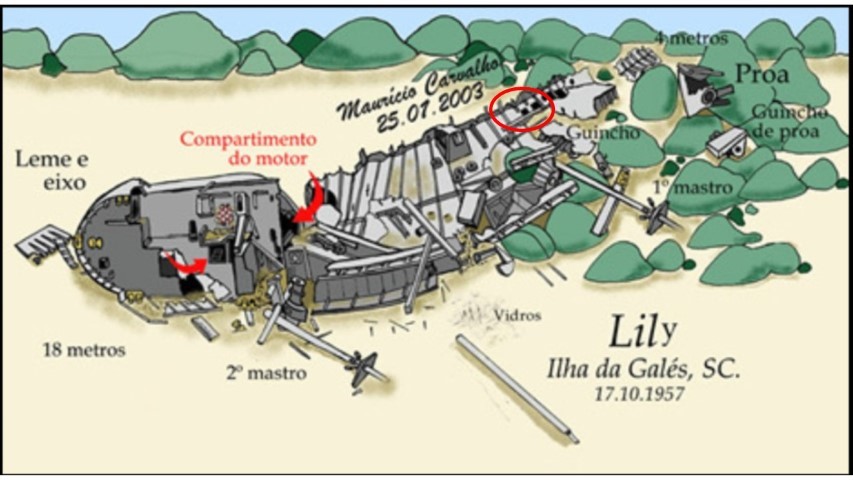 4 metros
Proa
Maurício Carvalho
25.01.2003
Guincho
de proa
Guincho
Compartimento
do motor
Leme e
eixo
1º mastro
Vidros
Lily
Ilha da Galés, SC.
17.10.1957
18 metros
2º mastro